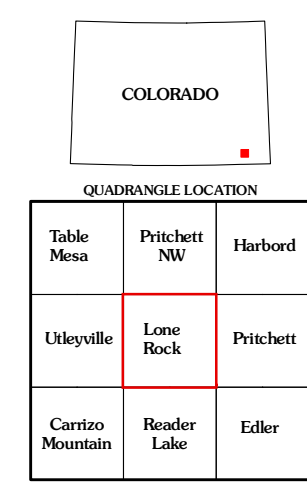 COLORADO
QUADRANGLE LOCATION
Table Mesa
Pritchett NW
Harbord
Utleyville
Lone Rock
Pritchett
Carrizo Mountain
Reader Lake
Edler